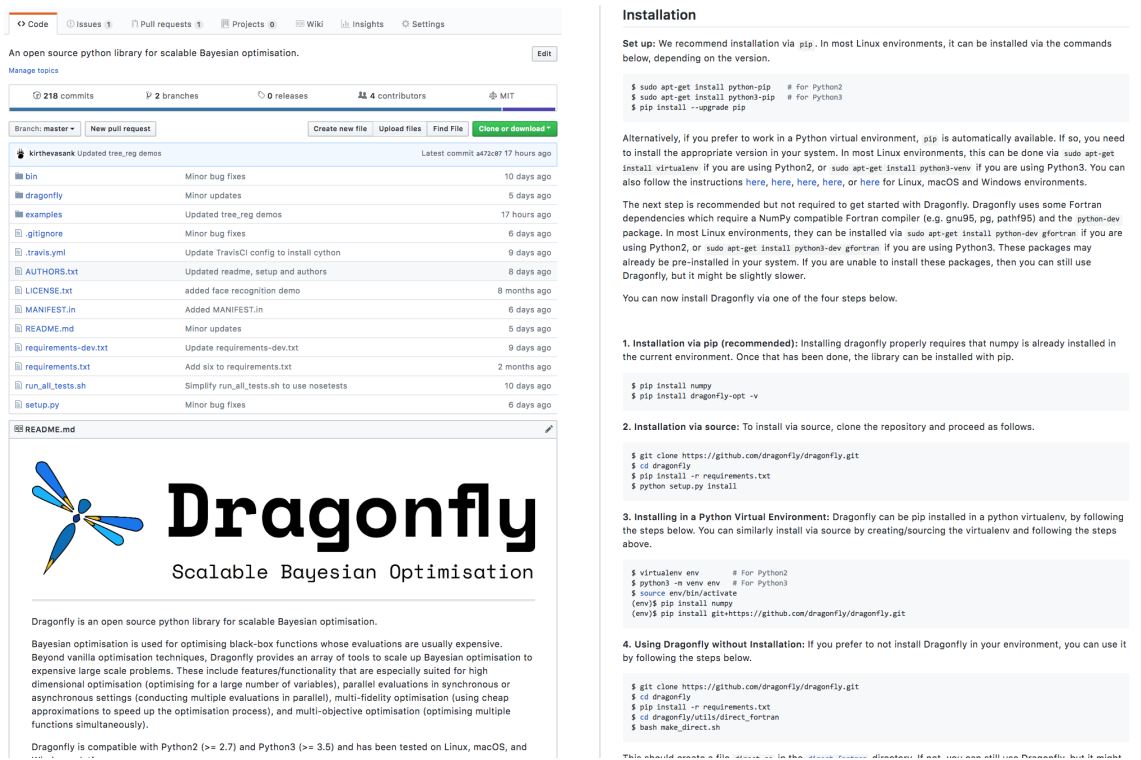 Code Issues 1 Pull requests 1 Projects 0 Wiki Insights Settings
An open source python library for scalable Bayesian optimisation. Edit
Manage topics
218 commits 2 branches 0 releases 4 contributors MIT
Branch: master New pull request Create new file Upload files Find File Clone or download
kirthevasank Updated tree_reg demos Latest commit a472c07 17 hours ago
bin Minor bug fixes 10 days ago
dragonfly Minor updates 5 days ago
examples Updated tree_reg demos 17 hours ago
.gitignore Minor bug fixes 6 days ago
.travis.yml Update TravisCI config to install cython 9 days ago
AUTHORS.txt Updated readme, setup and authors 8 days ago
LICENSE.txt added face recognition demo 8 months ago
MANIFEST.in Added MANIFEST.in 6 days ago
README.md Minor updates 5 days ago
requirements-dev.txt Update requirements-dev.txt 9 days ago
requirements.txt Add six to requirements.txt 2 months ago
run_all_tests.sh Simplify run_all_tests.sh to use nosetests 10 days ago
setup.py Minor bug fixes 6 days ago
README.md
Dragonfly
Scalable Bayesian Optimisation
Dragonfly is an open source python library for scalable Bayesian optimisation.
Bayesian optimisation is used for optimising black-box functions whose evaluations are usually expensive.
Beyond vanilla optimisation techniques, Dragonfly provides an array of tools to scale up Bayesian optimisation to
expensive large scale problems. These include features/functionality that are especially suited for high
dimensional optimisation (optimising for a large number of variables), parallel evaluations in synchronous or
asynchronous settings (conducting multiple evaluations in parallel), multi-fidelity optimisation (using cheap
approximations to speed up the optimisation process), and multi-objective optimisation (optimising multiple
functions simultaneously).
Dragonfly is compatible with Python2 (>= 2.7) and Python3 (>= 3.5) and has been tested on Linux, macOS, and
Installation
Set up: We recommend installation via pip . In most Linux environments, it can be installed via the commands
below, depending on the version.
$ sudo apt-get install python-pip # for Python2
$ sudo apt-get install python3-pip # for Python3
$ pip install --upgrade pip
Alternatively, if you prefer to work in a Python virtual environment, pip is automatically available. If so, you need
to install the appropriate version in your system. In most Linux environments, this can be done via sudo apt-get
install virtualenv if you are using Python2, or sudo apt-get install python3-venv if you are using Python3. You can
also follow the instructions here, here, here, here, or here for Linux, macOS and Windows environments.
The next step is recommended but not required to get started with Dragonfly. Dragonfly uses some Fortran
dependencies which require a NumPy compatible Fortran compiler (e.g. gnu95, pg, pathf95) and the python-dev
package. In most Linux environments, they can be installed via sudo apt-get install python-dev gfortran if you are
using Python2, or sudo apt-get install python3-dev gfortran if you are using Python3. These packages may
already be pre-installed in your system. If you are unable to install these packages, then you can still use
Dragonfly, but it might be slightly slower.
You can now install Dragonfly via one of the four steps below.
1. Installation via pip (recommended): Installing dragonfly properly requires that numpy is already installed in
the current environment. Once that has been done, the library can be installed with pip.
$ pip install numpy
$ pip install dragonfly-opt -v
2. Installation via source: To install via source, clone the repository and proceed as follows.
$ git clone https://github.com/dragonfly/dragonfly.git
$ cd dragonfly
$ pip install -r requirements.txt
$ python setup.py install
3. Installing in a Python Virtual Environment: Dragonfly can be pip installed in a python virtualenv, by following
the steps below. You can similarly install via source by creating/sourcing the virtualenv and following the steps
above.
$ virtualenv env # For Python2
$ python3 -m venv env # For Python3
$ source env/bin/activate
(env)$ pip install numpy
(env)$ pip install git+https://github.com/dragonfly/dragonfly.git
4. Using Dragonfly without Installation: If you prefer to not install Dragonfly in your environment, you can use it
by following the steps below.
$ git clone https://github.com/dragonfly/dragonfly.git
$ cd dragonfly
$ pip install -r requirements.txt
$ cd dragonfly/utils/direct_fortran
$ bash make_direct.sh
This should create a file direct.so in the direct_fortran directory. If not, you can still use Dragonfly, but it might